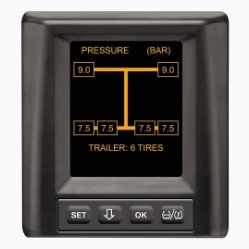 PRESSURE (BAR)
9.0 9.0
7.5 7.5 7.5 7.5
TRAILER: 6 TIRES
SET OK